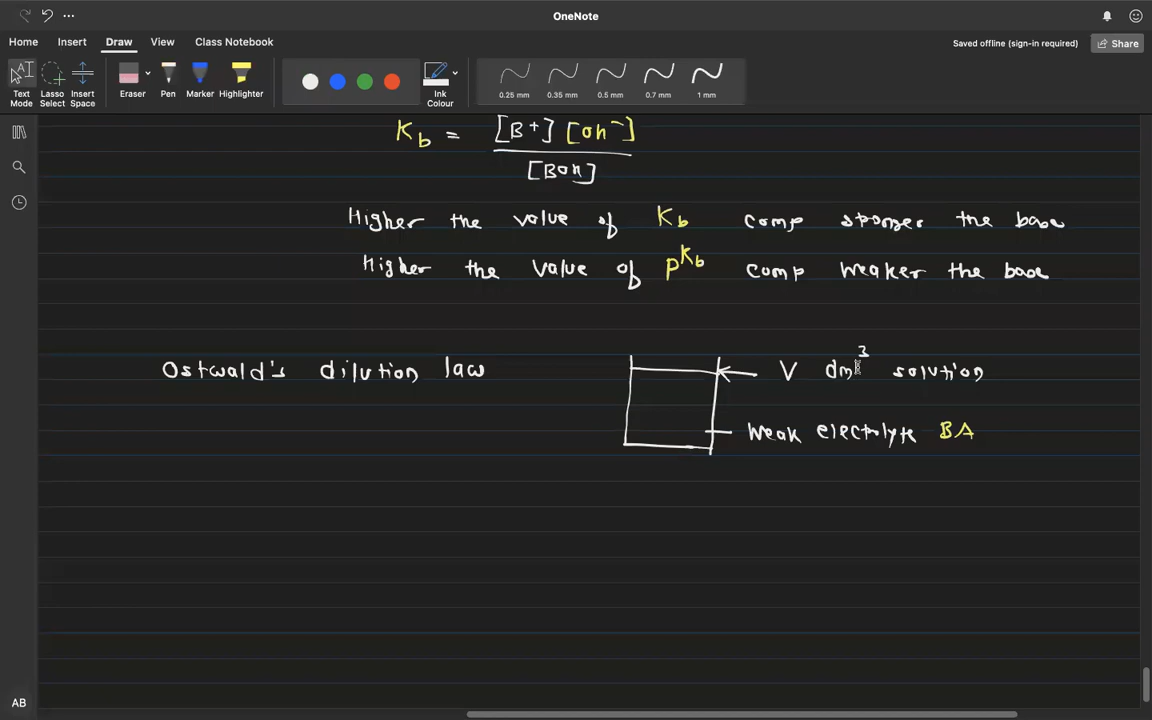 OneNote
Home Insert Draw View Class Notebook
Saved offline (sign-in required) Share
Text Mode
Lasso Select
Insert Space
Eraser
Pen
Marker
Highlighter
Ink Colour
0.25 mm 0.35 mm 0.5 mm 0.7 mm 1 mm
Kb = [B+] [OH-]
[BOH]
Higher the value of Kb comp stronger the base
Higher the value of pKb comp weaker the base
Ostwald's dilution law
V dm3 solution
Weak electrolyte BA
AB